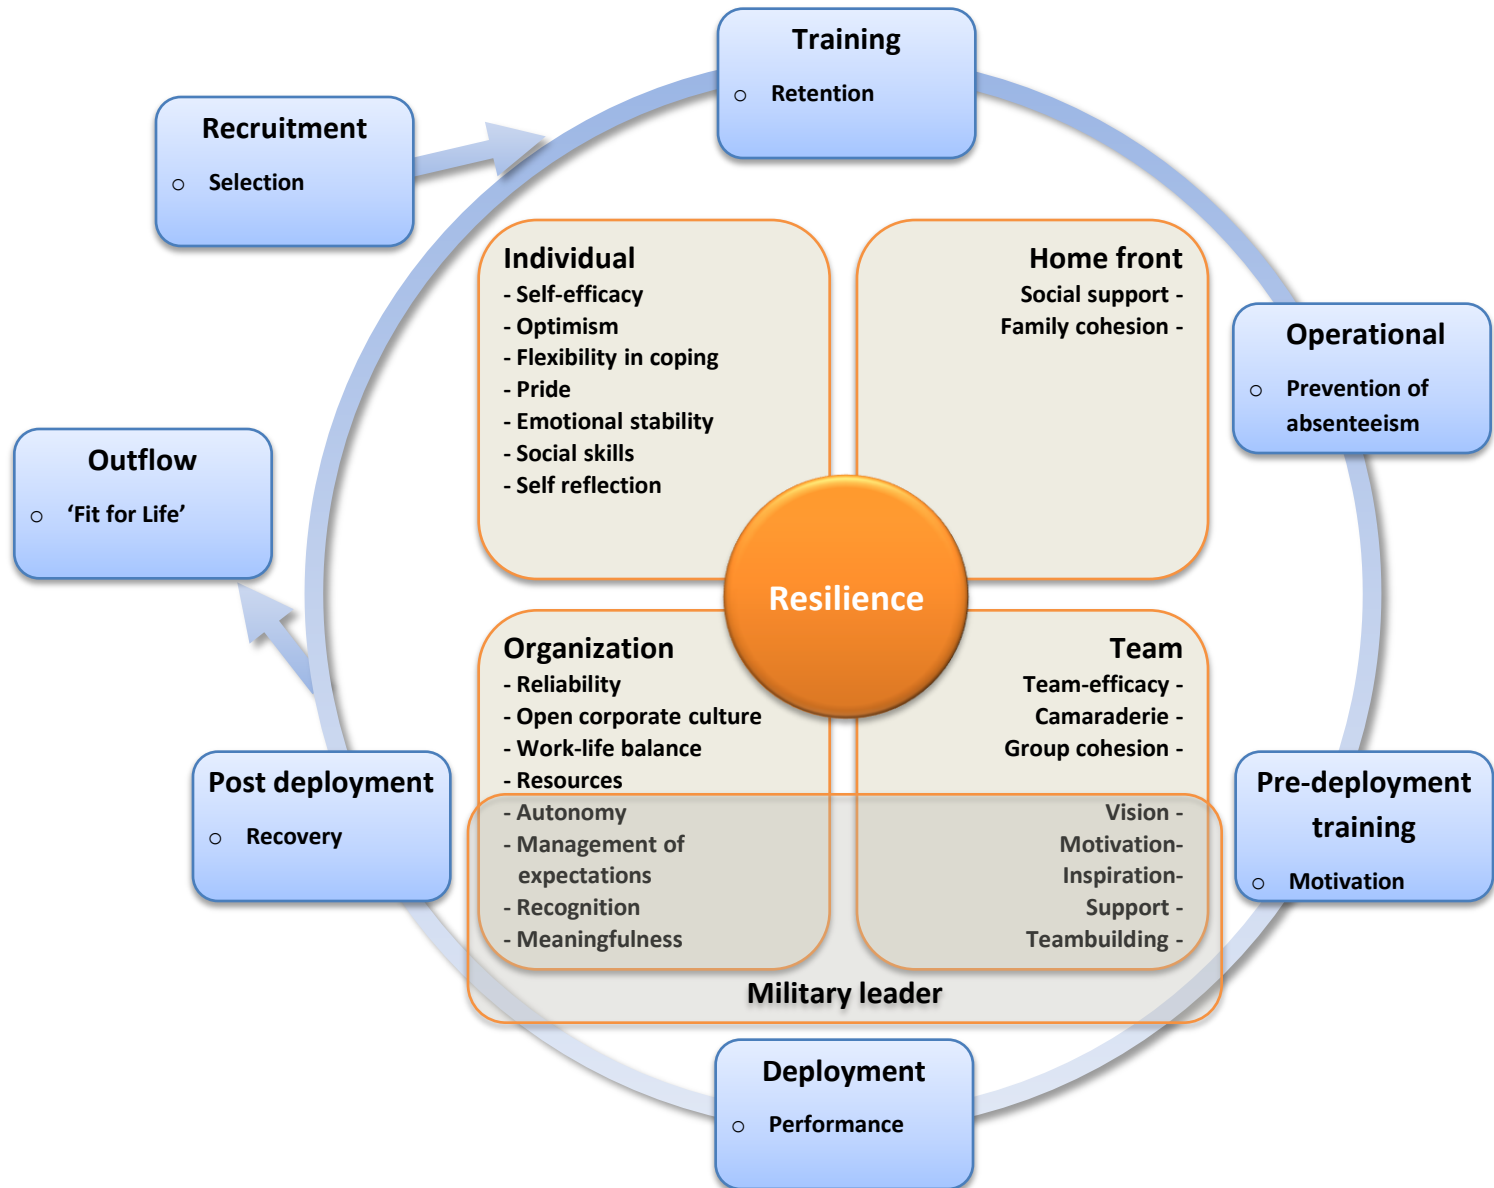 Training
o Retention
Recruitment
o Selection
Individual
- Self-efficacy
- Optimism
- Flexibility in coping
- Pride
- Emotional stability
- Social skills
- Self reflection
Home front
Social support -
Family cohesion -
Operational
o Prevention of
absenteeism
Outflow
o ‘Fit for Life’
Resilience
Organization
- Reliability
- Open corporate culture
- Work-life balance
- Resources
- Autonomy
- Management of
expectations
- Recognition
- Meaningfulness
Team
Team-efficacy -
Camaraderie -
Group cohesion -
Vision -
Motivation-
Inspiration-
Support -
Teambuilding -
Military leader
Post deployment
o Recovery
Pre-deployment
training
o Motivation
Deployment
o Performance